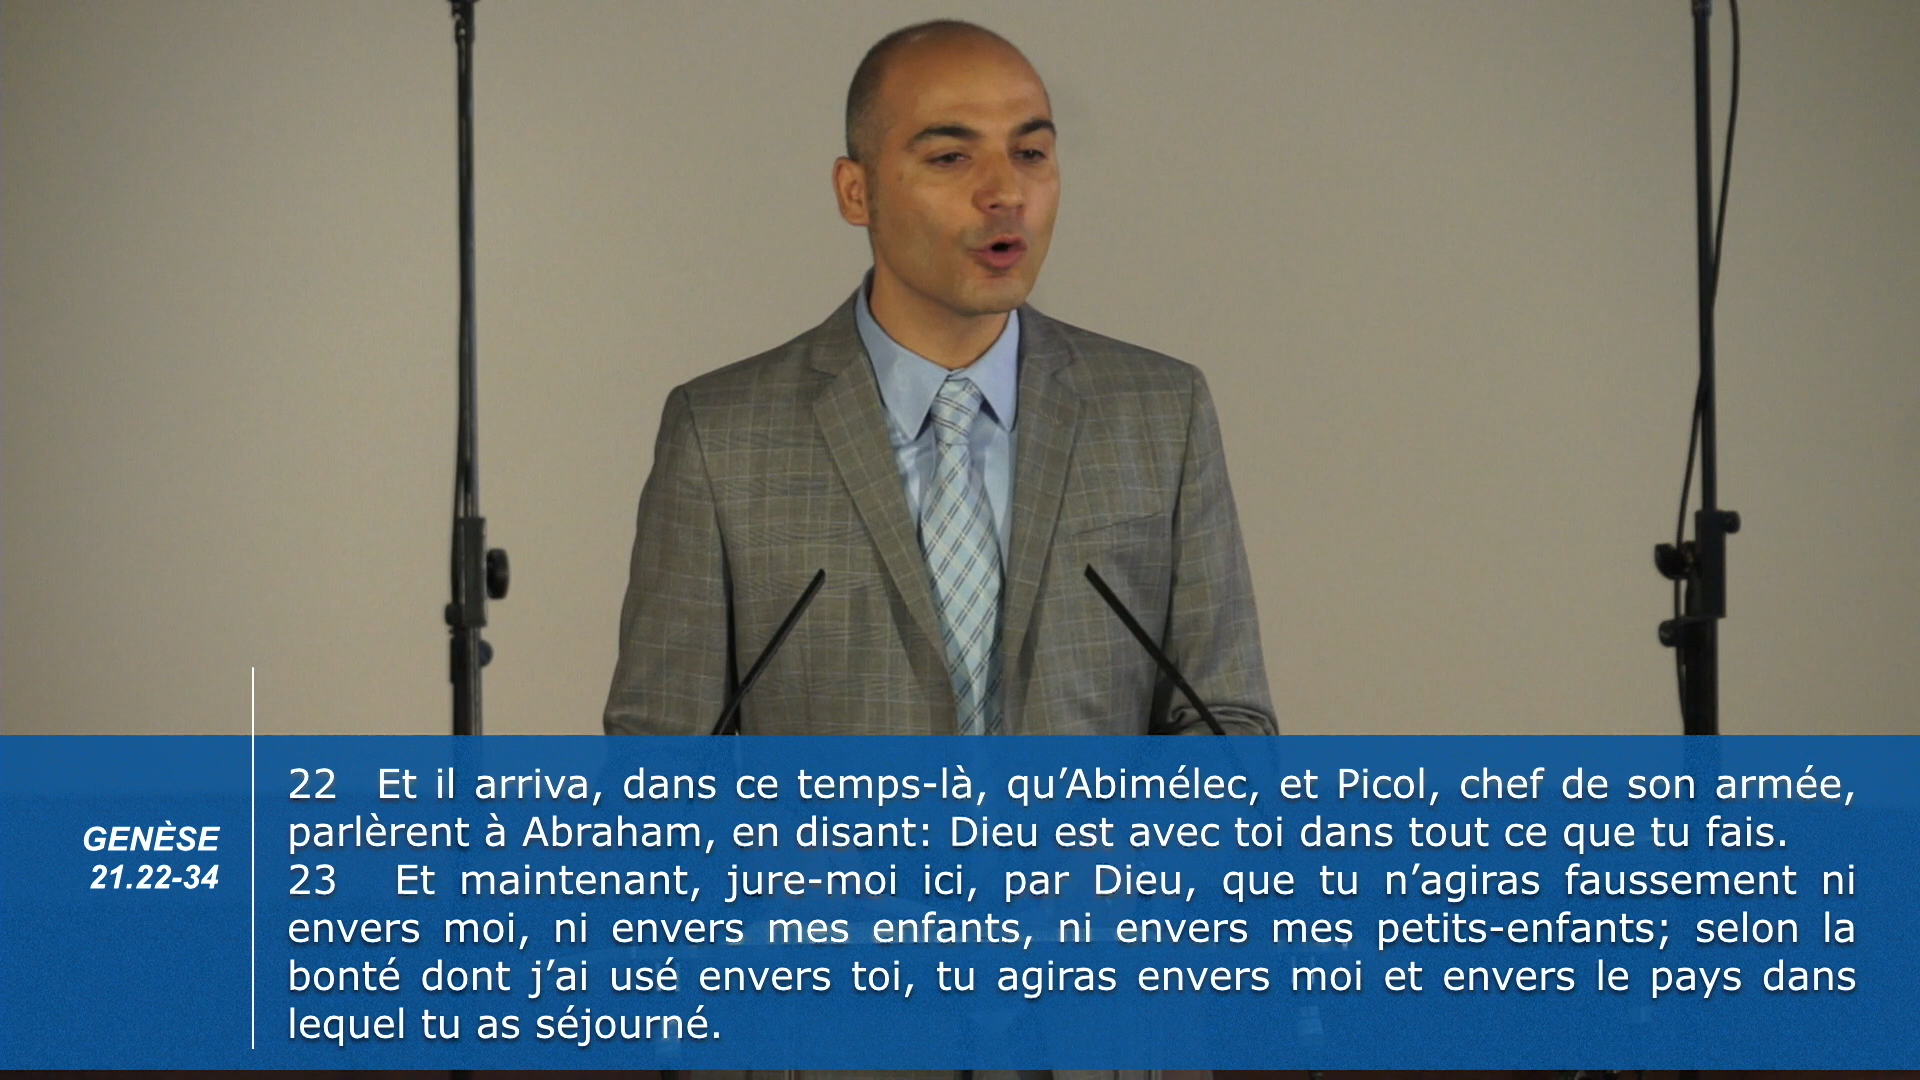 GENÈSE
21.22-34
22 Et il arriva, dans ce temps-là, qu’Abimélec, et Picol, chef de son armée,
parlèrent à Abraham, en disant: Dieu est avec toi dans tout ce que tu fais.
23 Et maintenant, jure-moi ici, par Dieu, que tu n’agiras faussement ni
envers moi, ni envers mes enfants, ni envers mes petits-enfants; selon la
bonté dont j’ai usé envers toi, tu agiras envers moi et envers le pays dans
lequel tu as séjourné.